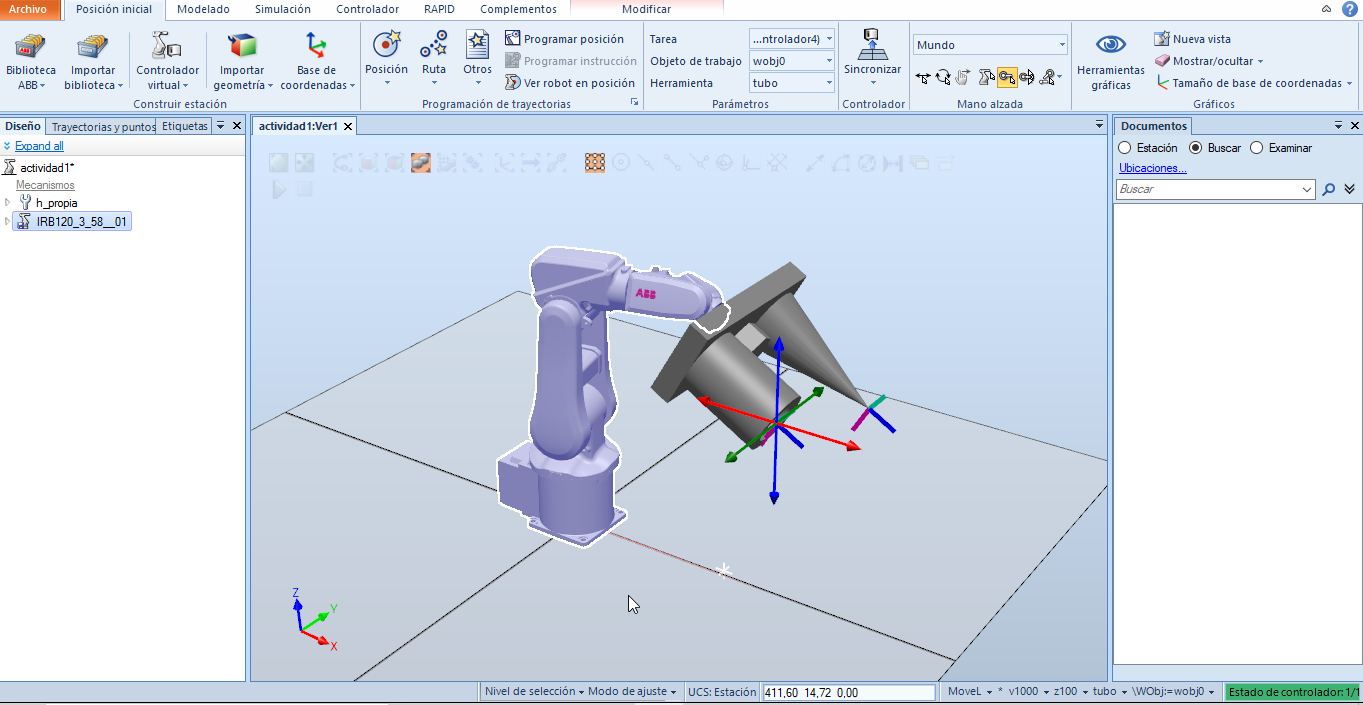 Archivo Posición inicial Modelado Simulación Controlador RAPID Complementos Modificar
Biblioteca ABB
Importar biblioteca
Controlador virtual
Importar geometría
Base de coordenadas
Construir estación
Posición
Ruta
Otros
Programar posición
Programar instrucción
Ver robot en posición
Programación de trayectorias
Tarea ...ntrolador4)
Objeto de trabajo wobj0
Herramienta tubo
Parámetros
Sincronizar
Controlador
Mundo
Mano alzada
Herramientas gráficas
Nueva vista
Mostrar/ocultar
Tamaño de base de coordenadas
Gráficos
Diseño Trayectorias y puntos Etiquetas
Expand all
actividad1*
Mecanismos
h_propia
IRB120_3_58__01
actividad1:Ver1
ABB
Z
Y
X
Documentos
Estación Buscar Examinar
Ubicaciones...
Buscar
Nivel de selección Modo de ajuste UCS: Estación 411,60 14,72 0,00 MoveL * v1000 z100 tubo \WObj:=wobj0 Estado de controlador: 1/1